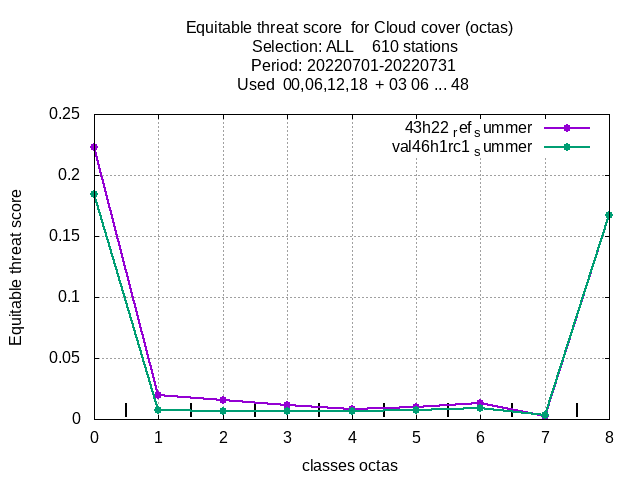 Equitable threat score  for Cloud cover (octas)
Selection: ALL    610 stations
Period: 20220701-20220731
Used  00,06,12,18  + 03 06 ... 48
43h22 refsummer
val46h1rc1 summer
0.25
0.2
0.15
0.1
0.05
0
Equitable threat score
0 1 2 3 4 5 6 7 8
classes octas